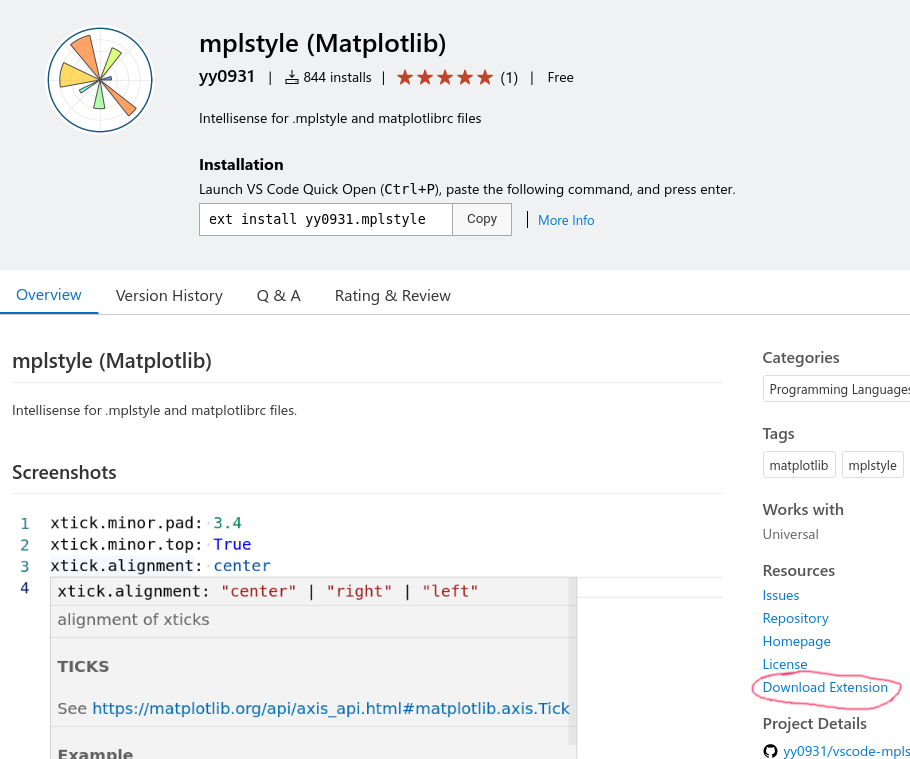 mplstyle (Matplotlib)
yy0931 | 844 installs | (1) | Free
Intellisense for .mplstyle and matplotlibrc files
Installation
Launch VS Code Quick Open (Ctrl+P), paste the following command, and press enter.
ext install yy0931.mplstyle Copy | More Info
Overview Version History Q & A Rating & Review
mplstyle (Matplotlib)
Intellisense for .mplstyle and matplotlibrc files.
Screenshots
1 xtick.minor.pad: 3.4
2 xtick.minor.top: True
3 xtick.alignment: center
4
xtick.alignment: "center" | "right" | "left"
alignment of xticks
TICKS
See https://matplotlib.org/api/axis_api.html#matplotlib.axis.Tick
Example
Categories
Programming Languages
Tags
matplotlib mplstyle
Works with
Universal
Resources
Issues
Repository
Homepage
License
Download Extension
Project Details
yy0931/vscode-mpls